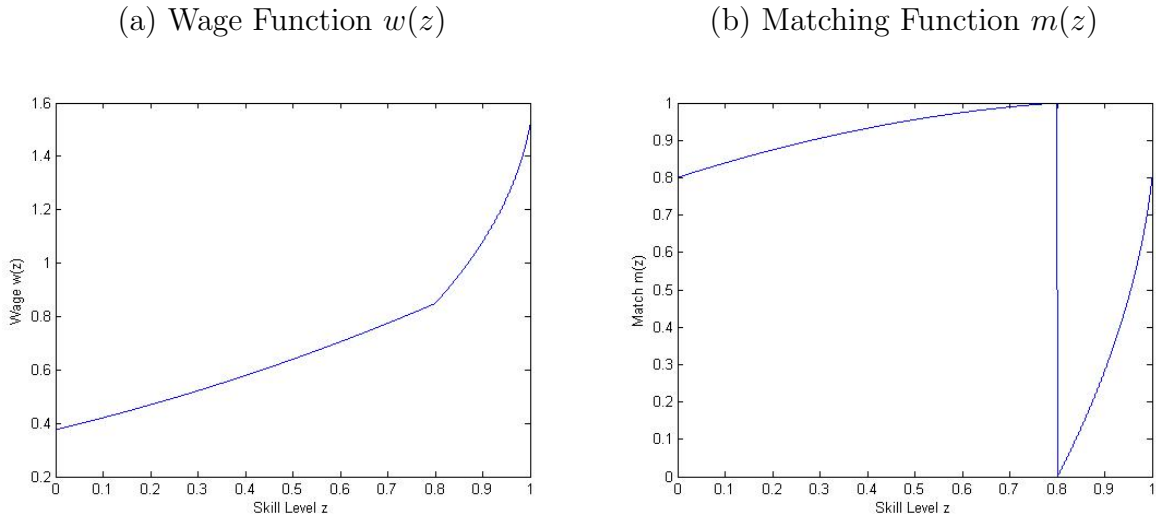 (a) Wage Function w(z)
1.6
1.4
1.2
1
0.8
0.6
0.4
0.2
Wage w(z)
0 0.1 0.2 0.3 0.4 0.5 0.6 0.7 0.8 0.9 1
Skill Level z
(b) Matching Function m(z)
1
0.9
0.8
0.7
0.6
0.5
0.4
0.3
0.2
0.1
0
Match m(z)
0 0.1 0.2 0.3 0.4 0.5 0.6 0.7 0.8 0.9 1
Skill Level z